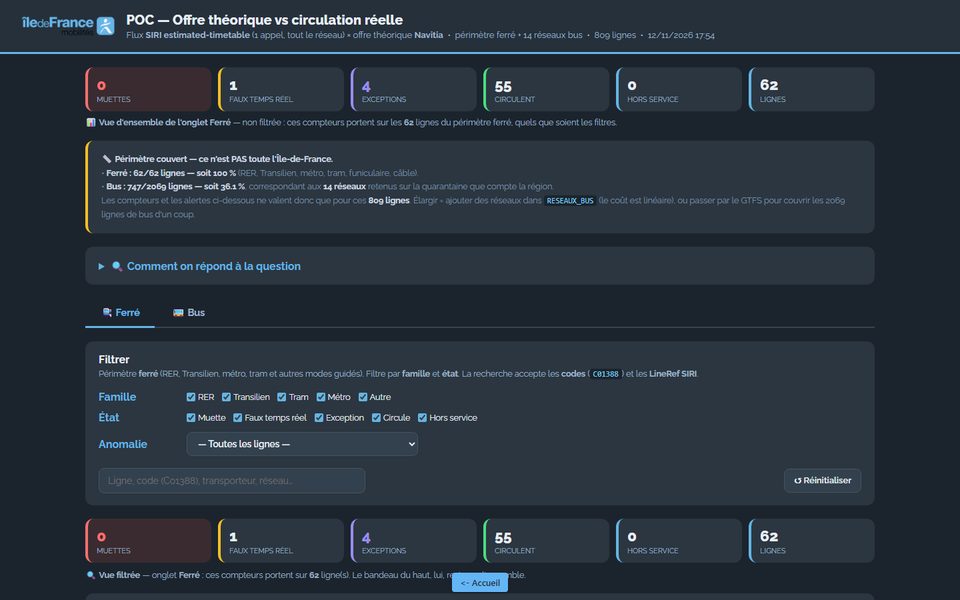 îledeFrance
mobilités
POC — Offre théorique vs circulation réelle
Flux SIRI estimated-timetable (1 appel, tout le réseau) × offre théorique Navitia • périmètre ferré + 14 réseaux bus • 809 lignes • 12/11/2026 17:54
0 1 4 55 0 62
MUETTES FAUX TEMPS RÉEL EXCEPTIONS CIRCULENT HORS SERVICE LIGNES
Vue d'ensemble de l'onglet Ferré — non filtrée : ces compteurs portent sur les 62 lignes du périmètre ferré, quels que soient les filtres.
Périmètre couvert — ce n'est PAS toute l'Île-de-France.
· Ferré : 62/62 lignes — soit 100 % (RER, Transilien, métro, tram, funiculaire, câble).
· Bus : 747/2069 lignes — soit 36.1 %, correspondant aux 14 réseaux retenus sur la quarantaine que compte la région.
Les compteurs et les alertes ci-dessous ne valent donc que pour ces 809 lignes. Élargir = ajouter des réseaux dans RESEAUX_BUS (le coût est linéaire), ou passer par le GTFS pour couvrir les 2069
lignes de bus d'un coup.
▶ Comment on répond à la question
Ferré Bus
Filtrer
Périmètre ferré (RER, Transilien, métro, tram et autres modes guidés). Filtre par famille et état. La recherche accepte les codes (C01388) et les LineRef SIRI.
Famille RER Transilien Tram Métro Autre
État Muette Faux temps réel Exception Circule Hors service
Anomalie — Toutes les lignes —
Ligne, code (C01388), transporteur, réseau… ↺ Réinitialiser
0 1 4 55 0 62
MUETTES FAUX TEMPS RÉEL EXCEPTIONS CIRCULENT HORS SERVICE LIGNES
Vue filtrée — onglet Ferré : ces compteurs portent sur 62 ligne(s). Le bandeau du haut, lui,
<- Accueil